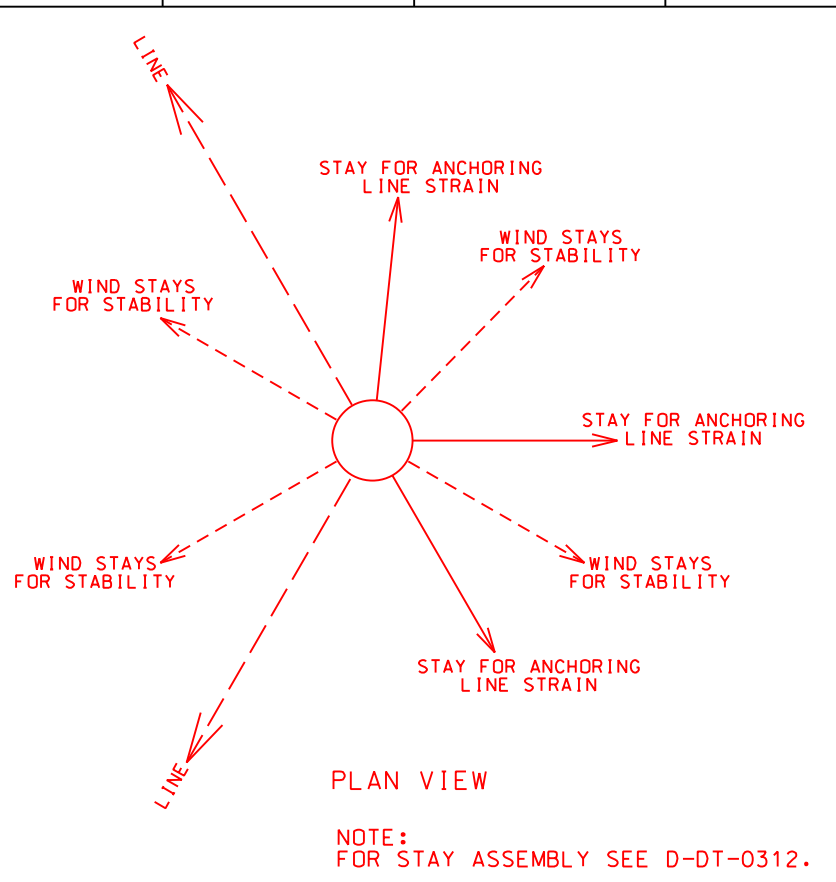 LINE
STAY FOR ANCHORING
LINE STRAIN
WIND STAYS
FOR STABILITY
WIND STAYS
FOR STABILITY
STAY FOR ANCHORING
LINE STRAIN
WIND STAYS
FOR STABILITY
WIND STAYS
FOR STABILITY
STAY FOR ANCHORING
LINE STRAIN
LINE
PLAN VIEW
NOTE:
FOR STAY ASSEMBLY SEE D-DT-0312.